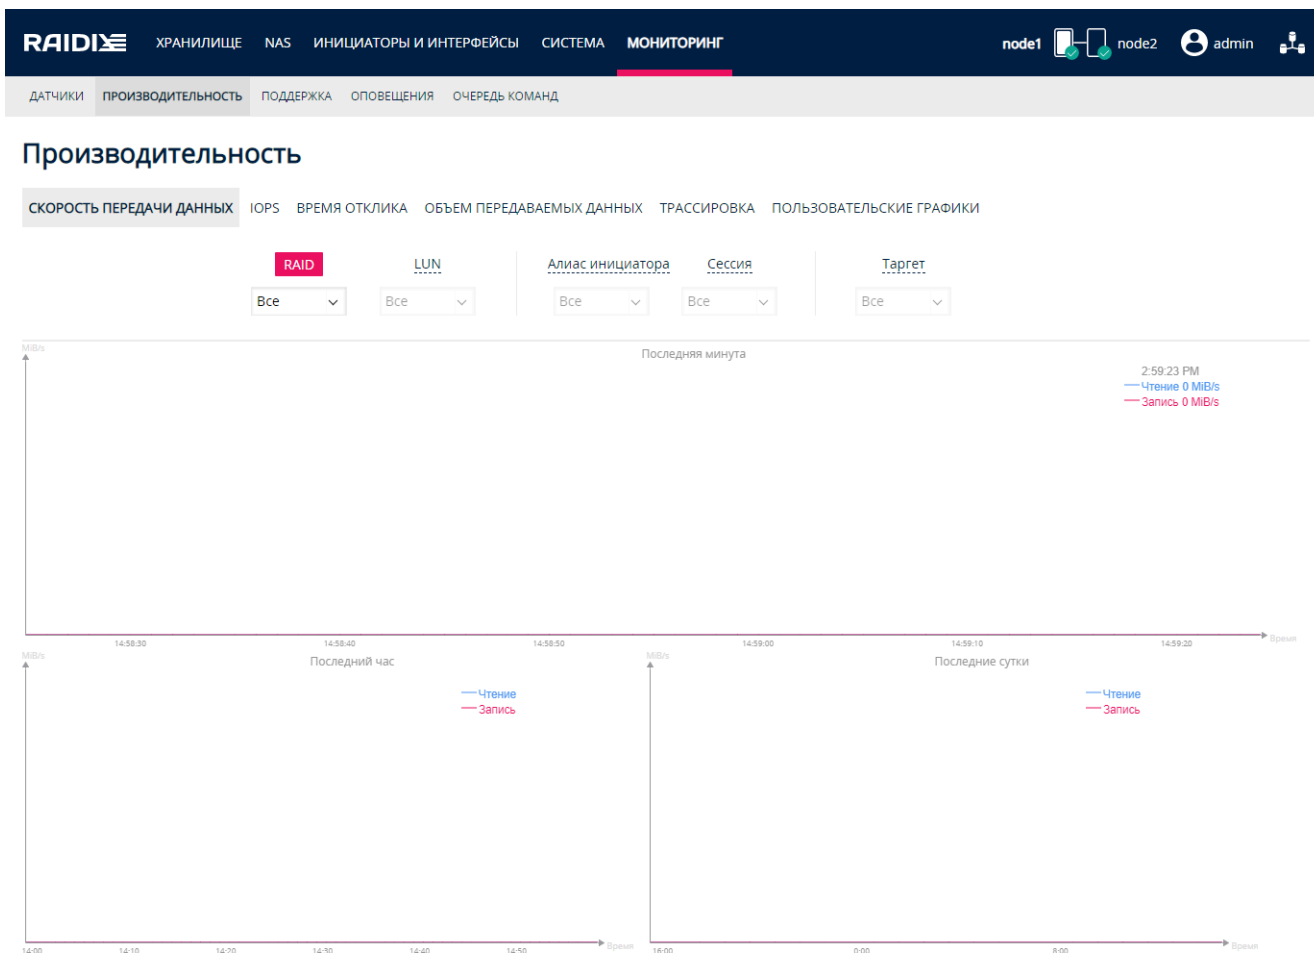 RAIDIX ХРАНИЛИЩЕ NAS ИНИЦИАТОРЫ И ИНТЕРФЕЙСЫ СИСТЕМА МОНИТОРИНГ node1 node2 admin
ДАТЧИКИ ПРОИЗВОДИТЕЛЬНОСТЬ ПОДДЕРЖКА ОПОВЕЩЕНИЯ ОЧЕРЕДЬ КОМАНД
Производительность
СКОРОСТЬ ПЕРЕДАЧИ ДАННЫХ IOPS ВРЕМЯ ОТКЛИКА ОБЪЕМ ПЕРЕДАВАЕМЫХ ДАННЫХ ТРАССИРОВКА ПОЛЬЗОВАТЕЛЬСКИЕ ГРАФИКИ
RAID LUN Алиас инициатора Сессия Таргет
Все Все Все Все Все
MiB/s
Последняя минута
2:59:23 PM
Чтение 0 MiB/s
Запись 0 MiB/s
14:58:30 14:58:40 14:58:50 14:59:00 14:59:10 14:59:20 Время
MiB/s Последний час MiB/s Последние сутки
Чтение Чтение
Запись Запись
14:00 14:10 14:20 14:30 14:40 14:50 Время 16:00 0:00 8:00 Время